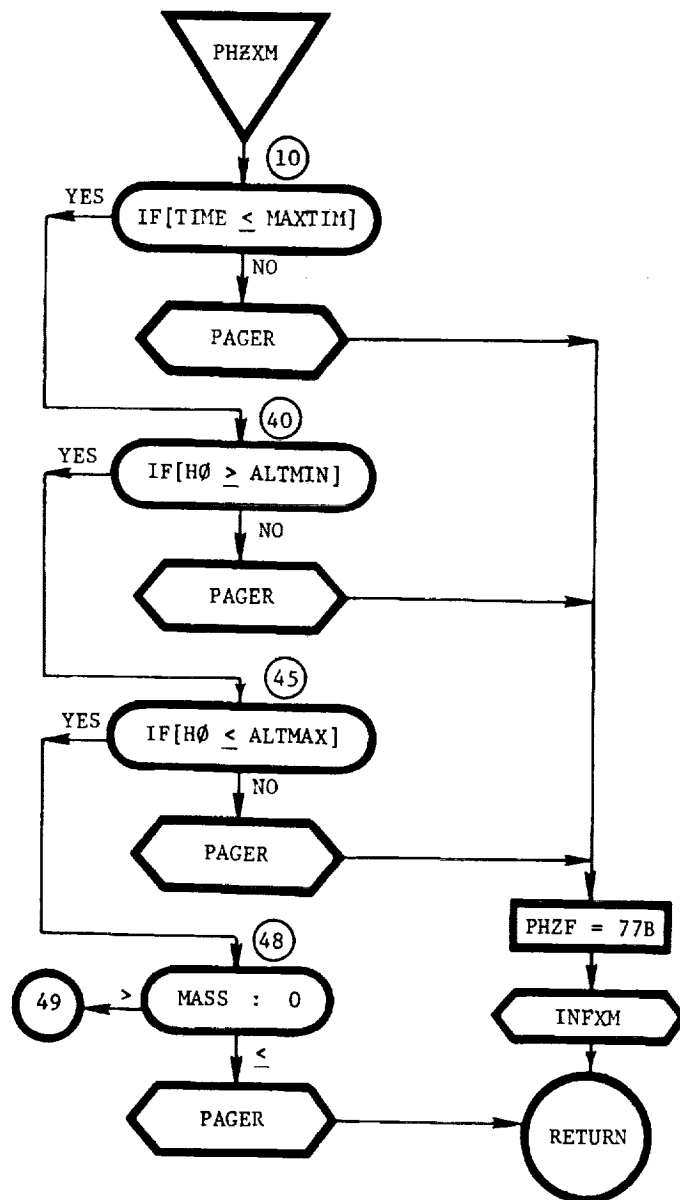 PHZXM
10
YES
IF[TIME ≤ MAXTIM]
NO
PAGER
40
YES
IF[HØ ≥ ALTMIN]
NO
PAGER
45
YES
IF[HØ ≤ ALTMAX]
NO
PAGER
PHZF = 77B
48
49
>
MASS : 0
INFXM
≤
PAGER
RETURN